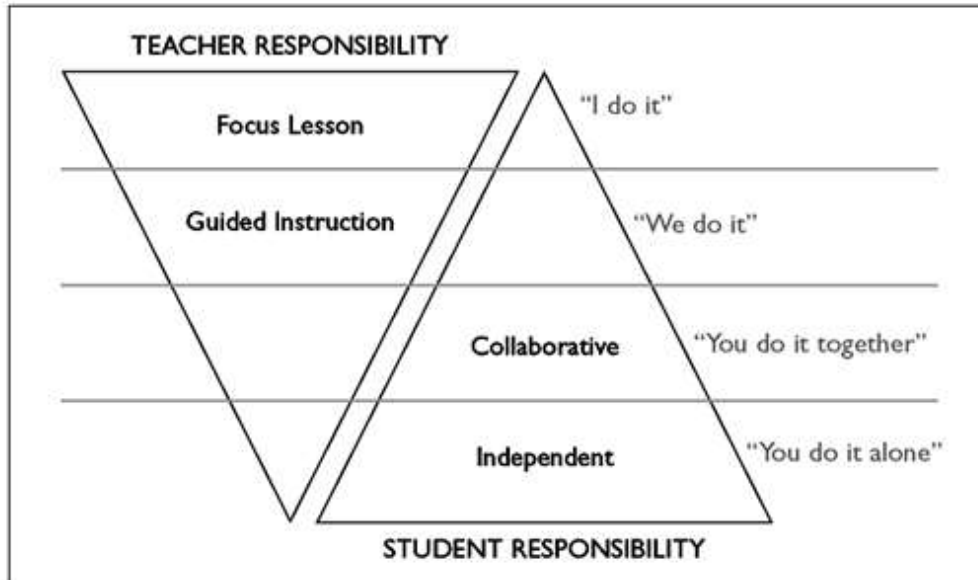 TEACHER RESPONSIBILITY
Focus Lesson
“I do it”
Guided Instruction
“We do it”
Collaborative
“You do it together”
Independent
“You do it alone”
STUDENT RESPONSIBILITY